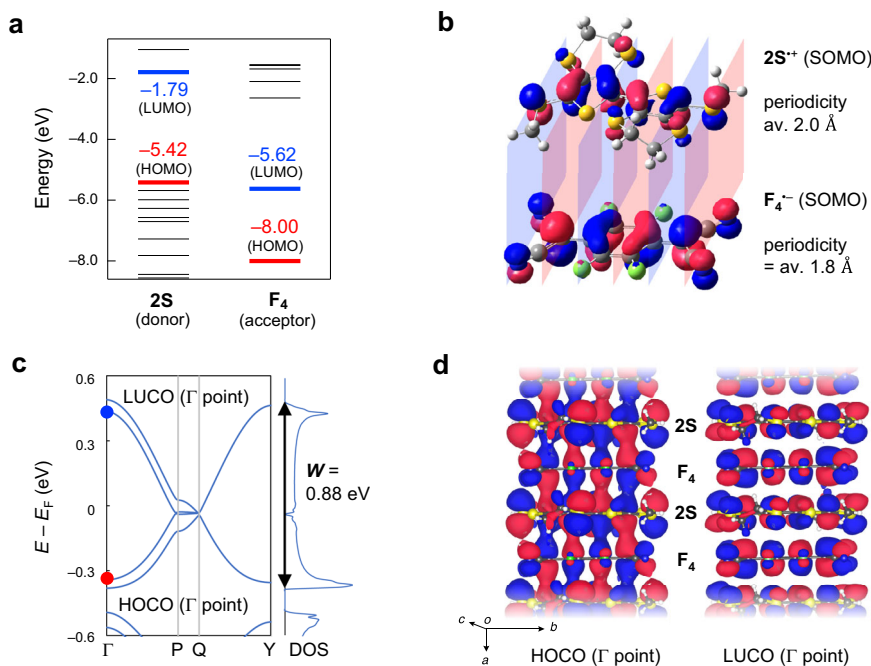 a
Energy (eV)
−2.0
−4.0
−6.0
−8.0
−1.79
(LUMO)
−5.42
(HOMO)
−5.62
(LUMO)
−8.00
(HOMO)
2S
(donor)
F4
(acceptor)
b
2S•+ (SOMO)
periodicity
av. 2.0 Å
F4•− (SOMO)
periodicity
= av. 1.8 Å
c
E − EF (eV)
0.6
0.3
0
−0.3
−0.6
LUCO (Γ point)
HOCO (Γ point)
W =
0.88 eV
Γ P Q Y DOS
d
2S
F4
2S
F4
c o b
a
HOCO (Γ point) LUCO (Γ point)